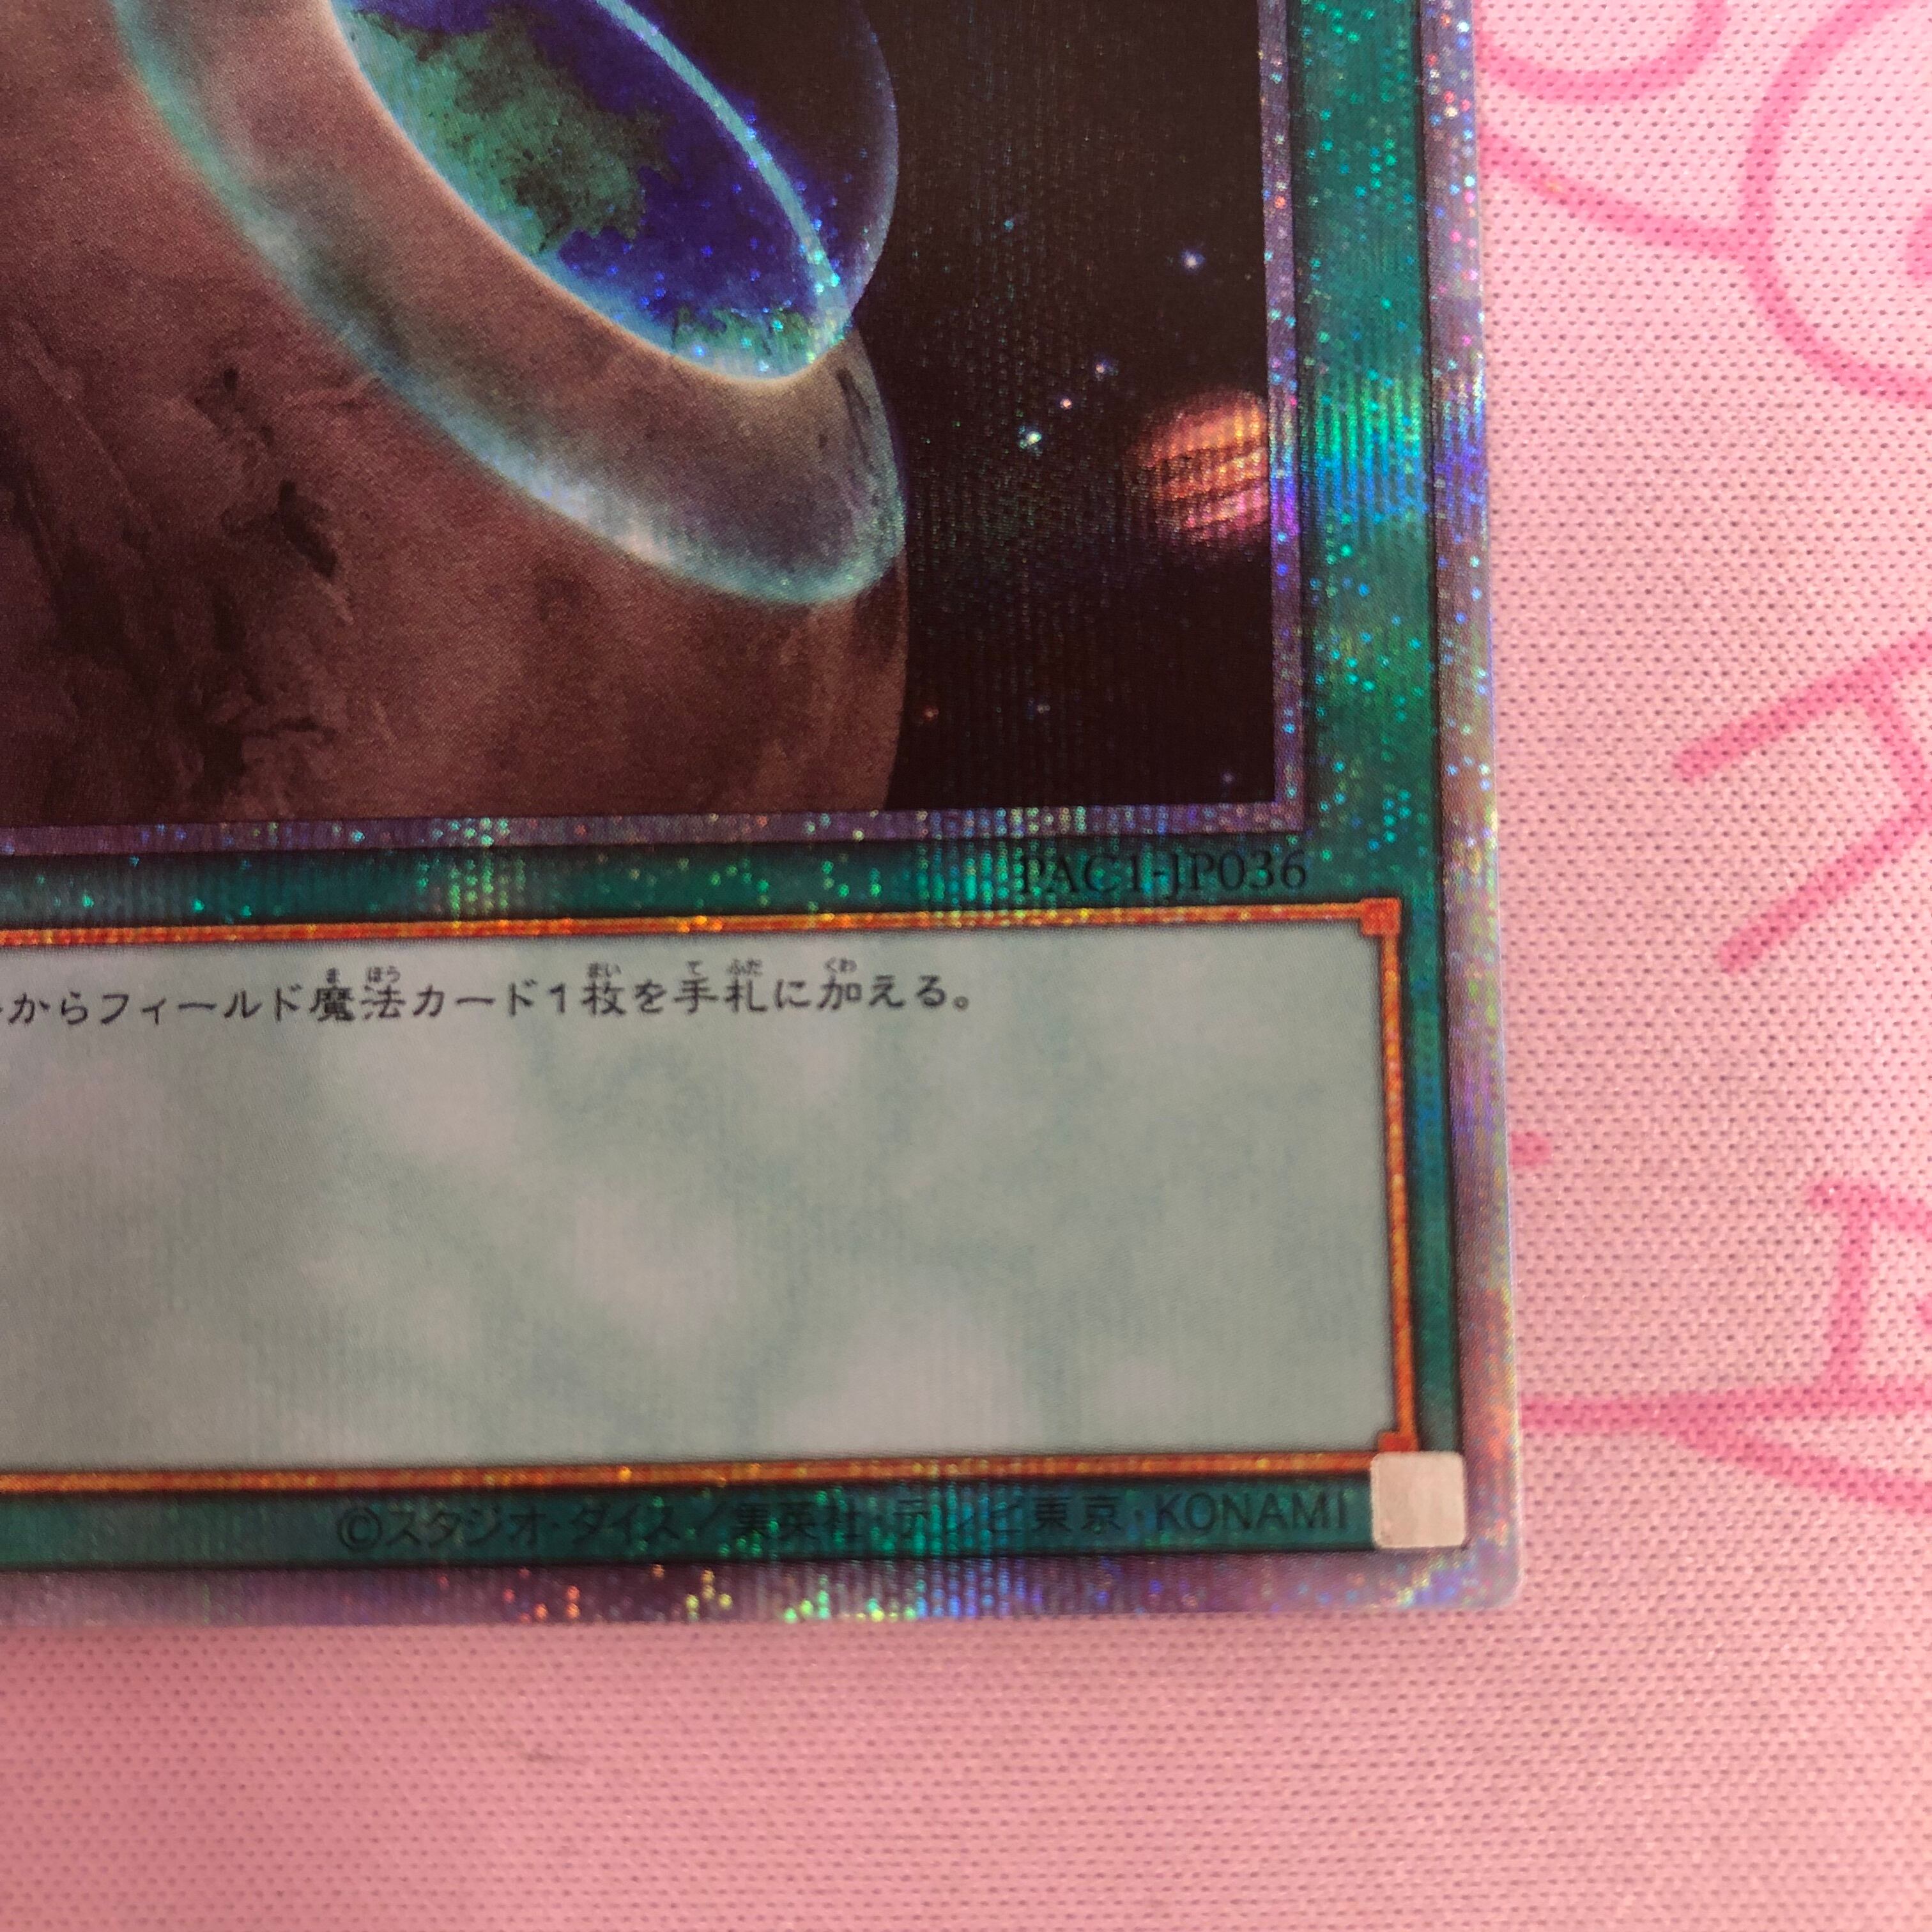 PAC1-JP036
からフィールド魔法カード1枚を手札に加える。
©スタジオ・ダイス/集英社・テレビ東京・KONAMI